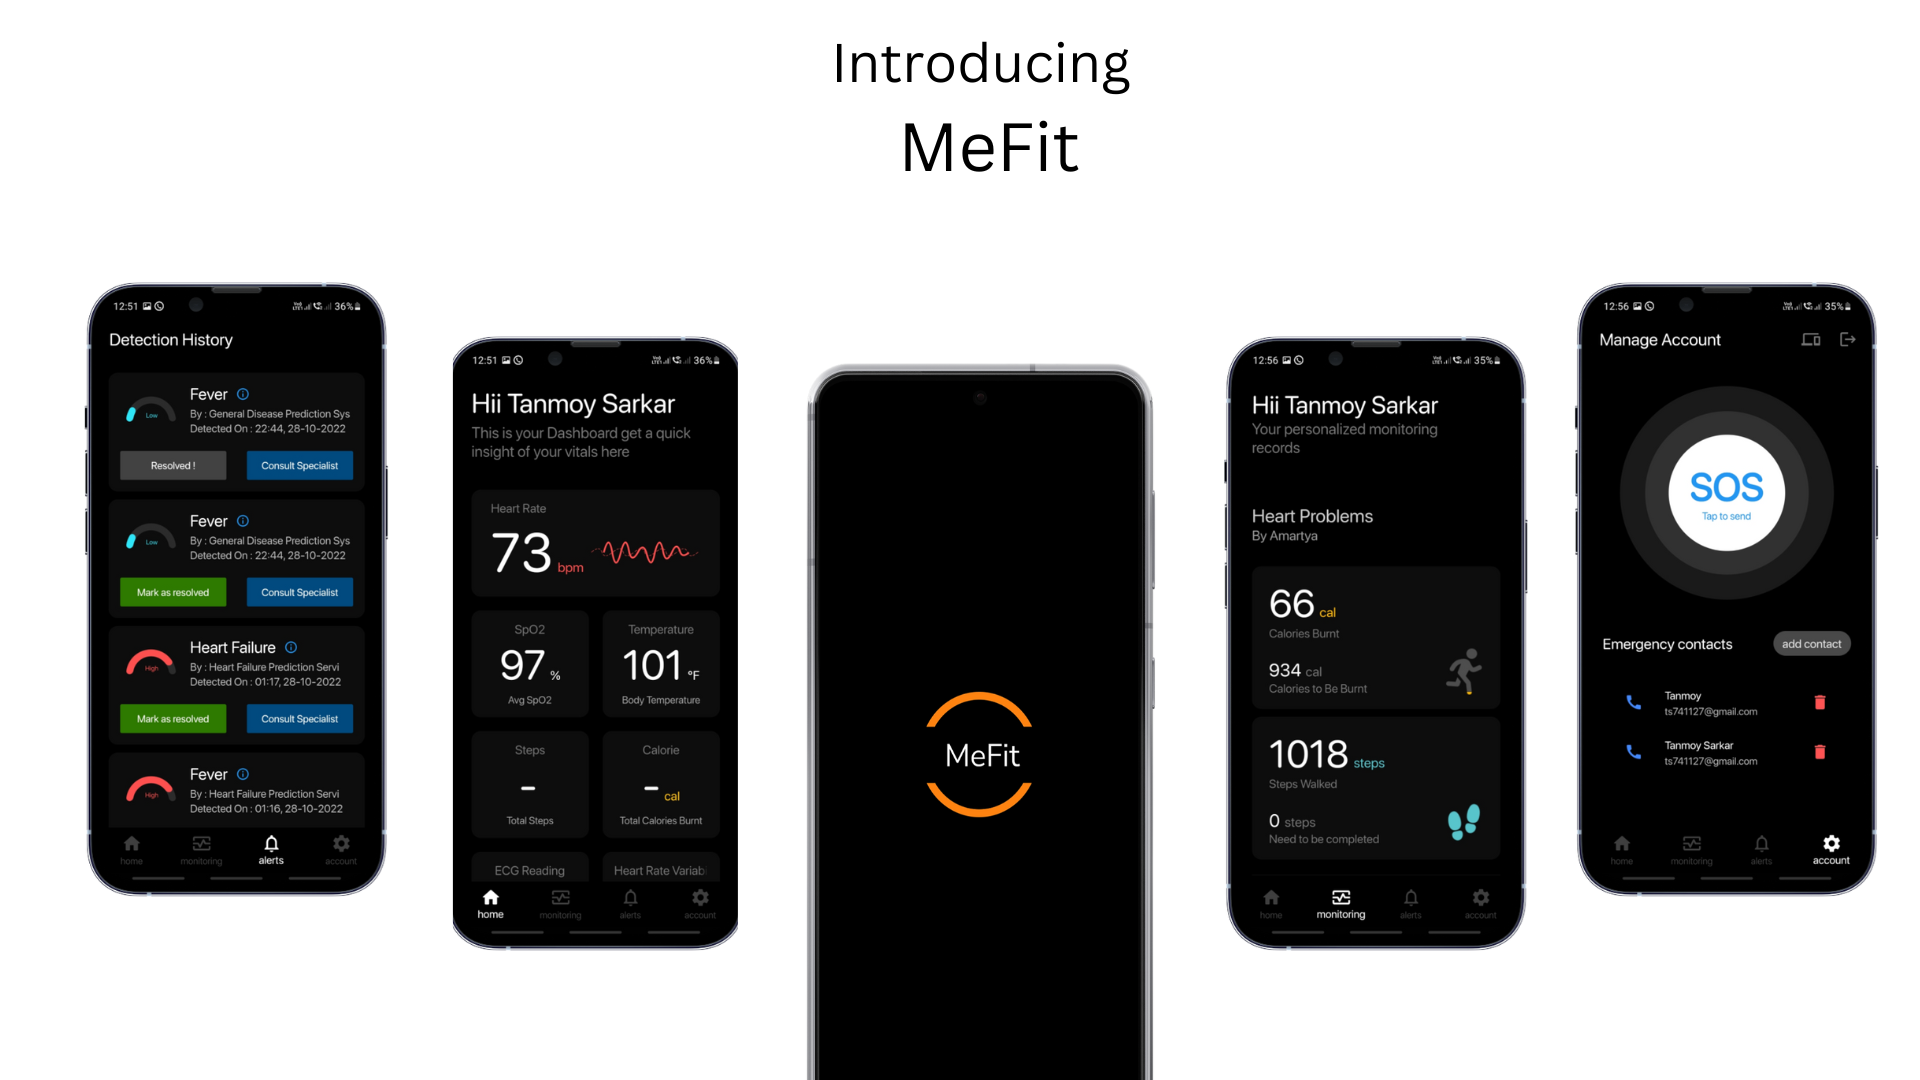 Introducing
MeFit
12:51
36%
Detection History
Fever
Low
By : General Disease Prediction Sys
Detected On : 22:44, 28-10-2022
Resolved !
Consult Specialist
Fever
Low
By : General Disease Prediction Sys
Detected On : 22:44, 28-10-2022
Mark as resolved
Consult Specialist
Heart Failure
High
By : Heart Failure Prediction Servi
Detected On : 01:17, 28-10-2022
Mark as resolved
Consult Specialist
Fever
High
By : Heart Failure Prediction Servi
Detected On : 01:16, 28-10-2022
home
monitoring
alerts
account
12:51
36%
Hii Tanmoy Sarkar
This is your Dashboard get a quick
insight of your vitals here
Heart Rate
73 bpm
SpO2
97 %
Avg SpO2
Temperature
101 °F
Body Temperature
Steps
–
Total Steps
Calorie
– cal
Total Calories Burnt
ECG Reading
Heart Rate Variab
home
monitoring
alerts
account
MeFit
12:56
35%
Hii Tanmoy Sarkar
Your personalized monitoring
records
Heart Problems
By Amartya
66 cal
Calories Burnt
934 cal
Calories to Be Burnt
1018 steps
Steps Walked
0 steps
Need to be completed
home
monitoring
alerts
account
12:56
35%
Manage Account
SOS
Tap to send
Emergency contacts
add contact
Tanmoy
ts741127@gmail.com
Tanmoy Sarkar
ts741127@gmail.com
home
monitoring
alerts
account